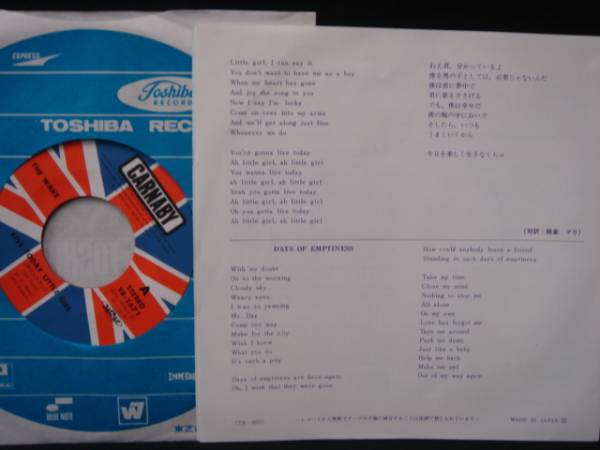 EXPRESS
Toshiba
RECORDS
TOSHIBA REC
THE WAKE
CARNABY
LIVE TODAY LITTLE GIRL
A
STEREO
BLUE NOTE
IMMEDIA
東芝
Little girl, I can say it
You don't want to have me as a boy
When my heart has gone
And joy the song to you
Now I say I'm lucky
Come on over into my arms
And we'll get along just fine
Whenever we do
You're gonna live today
Ah little girl, ah little girl
You wanna live today
ah little girl, ah little girl
Yeah you gotta live today
Ah little girl, ah little girl
Oh you gotta live today
Ah little girl, ah little girl
ねえ君，分かっているよ
僕を男の子としては，必要じゃないんだ
僕は君に夢中で
君に歌をささげる
でも，僕は幸せだ
僕の腕の中においで
そしたら，いつも
うまくいくから
今日を楽しく生きなくちゃ
DAYS OF EMPTINESS
With my doubt
On to the morning
Cloudy sky
Weary eyes
I was so yawning
Mr. Day
Come our way
Make for the city
Wish I knew
What you do
It's such a pity
Days of emptiness are here again
Oh, I wish that they were gone
How could anybody leave a friend
Standing in such days of emptiness
Take my time
Close my mind
Nothing to stop me
All alone
On my own
Love has forgot me
Turn me around
Push me down
Just like a baby
Help me back
Make me sad
Out of my way again
MADE IN JAPAN